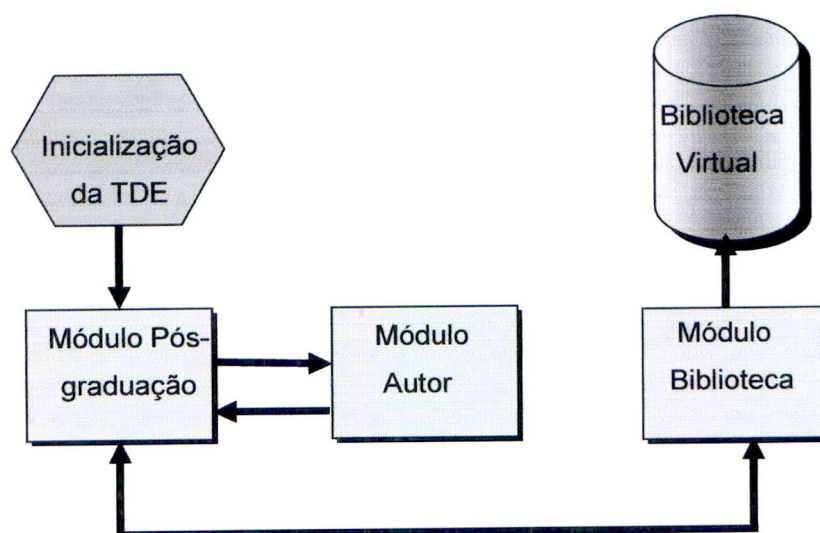 Inicialização
da TDE
Biblioteca
Virtual
Módulo Pós-
graduação
Módulo
Autor
Módulo
Biblioteca